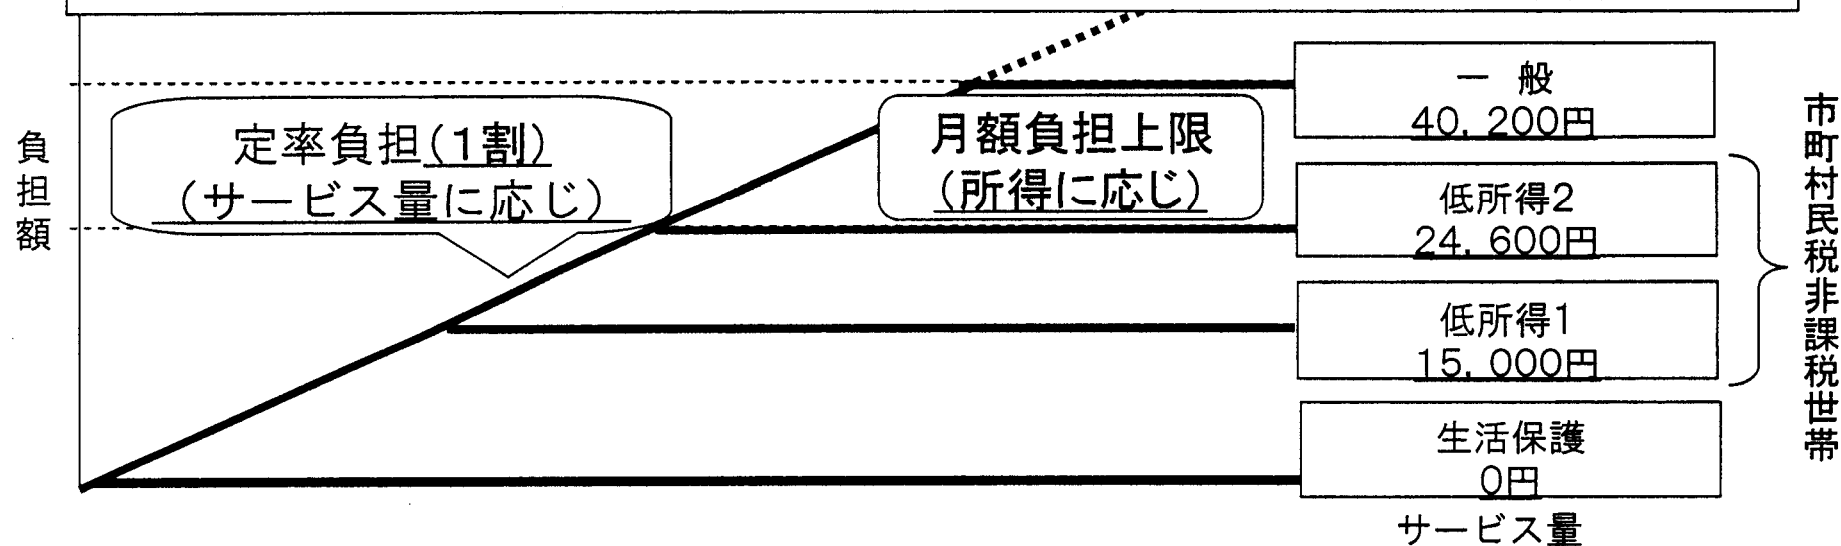 負担額
定率負担(1割)
(サービス量に応じ)
月額負担上限
(所得に応じ)
一 般
40, 200円
低所得2
24, 600円
低所得1
15, 000円
生活保護
0円
サービス量
市町村民税非課税世帯